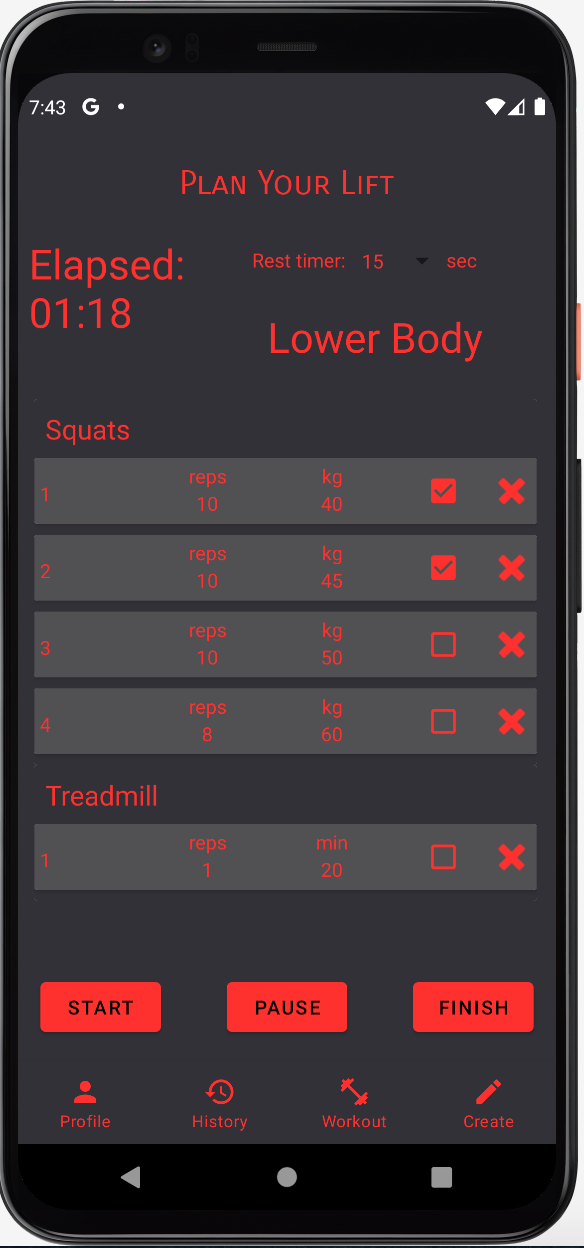 7:43 G
Plan Your Lift
Elapsed:
01:18
Rest timer: 15 sec
Lower Body
Squats
1 reps 10 kg 40
2 reps 10 kg 45
3 reps 10 kg 50
4 reps 8 kg 60
Treadmill
1 reps 1 min 20
START PAUSE FINISH
Profile History Workout Create